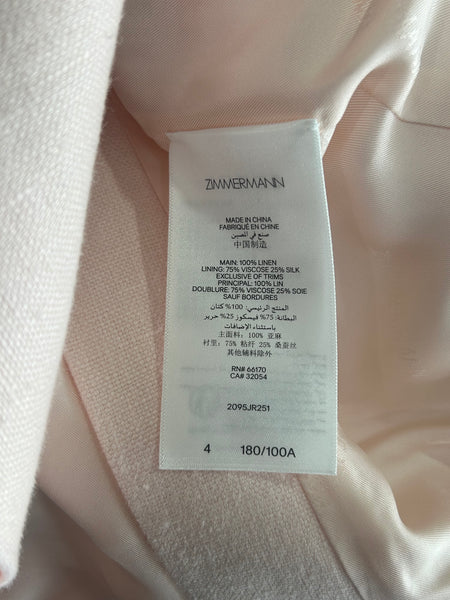 ZIMMERMANN
MADE IN CHINA
FABRIQUÉ EN CHINE
صنع في الصين
中国制造
MAIN: 100% LINEN
LINING: 75% VISCOSE 25% SILK
EXCLUSIVE OF TRIMS
PRINCIPAL: 100% LIN
DOUBLURE: 75% VISCOSE 25% SOIE
SAUF BORDURES
المنتج الرئيسي: 100% كتان
البطانة: 75% فيسكوز 25% حرير
باستثناء الإضافات
主面料: 100% 亚麻
衬里: 75% 粘纤 25% 桑蚕丝
其他辅料除外
RN# 66170
CA# 32054
2095JR251
4 180/100A